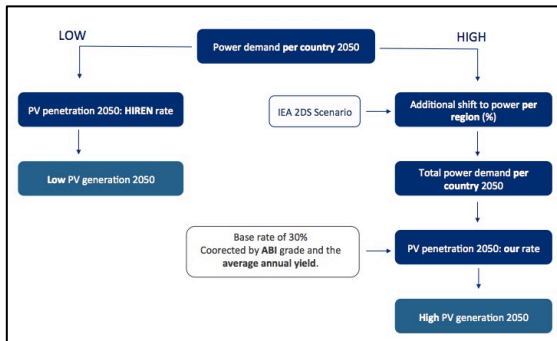 LOW
Power demand per country 2050
HIGH
PV penetration 2050: HIREN rate
IEA 2DS Scenario
Additional shift to power per
region (%)
Low PV generation 2050
Total power demand per
country 2050
Base rate of 30%
Coorected by ABI grade and the
average annual yield.
PV penetration 2050: our rate
High PV generation 2050